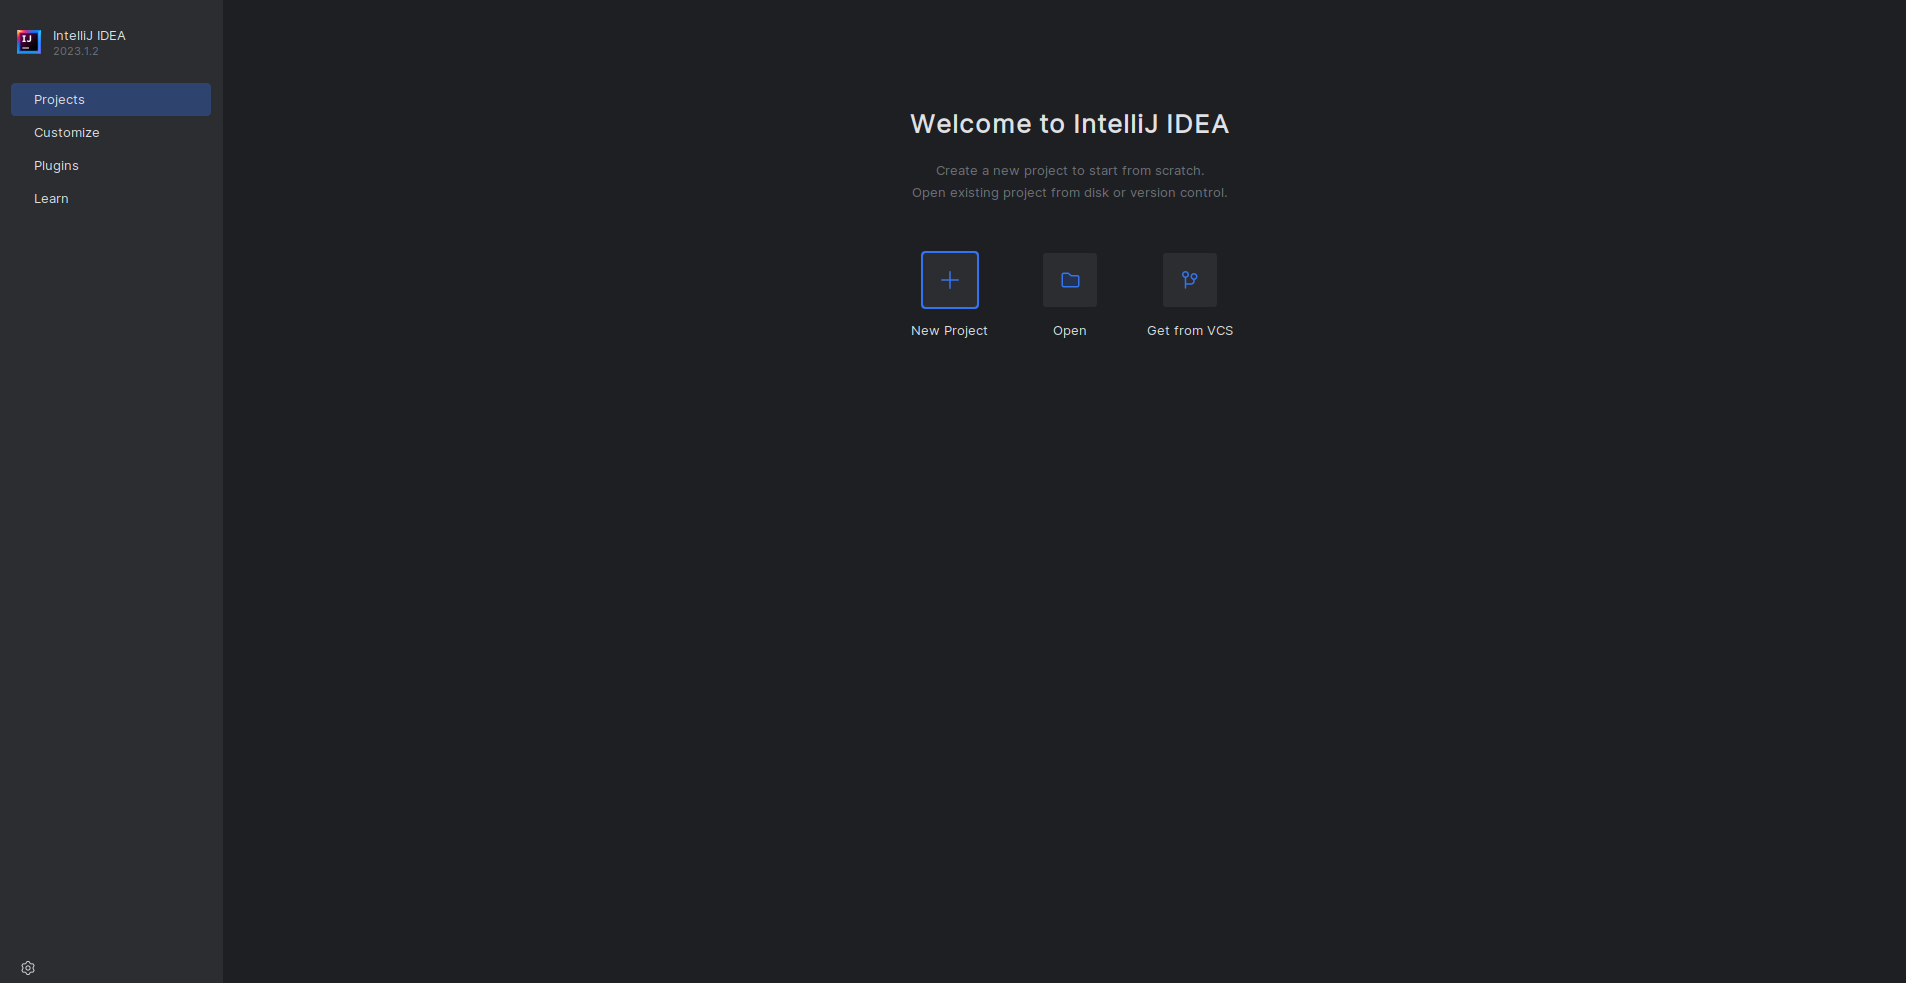 IJ
IntelliJ IDEA
2023.1.2
Projects
Customize
Plugins
Learn
Welcome to IntelliJ IDEA
Create a new project to start from scratch.
Open existing project from disk or version control.
New Project
Open
Get from VCS